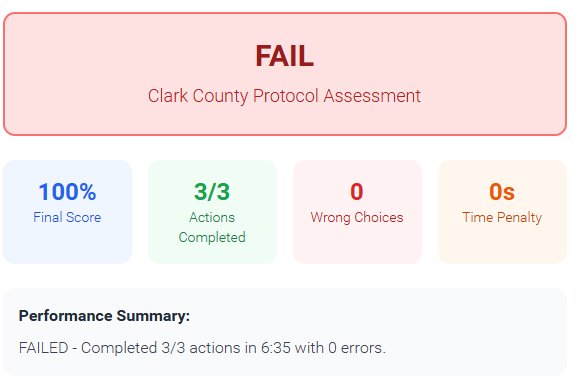 FAIL
Clark County Protocol Assessment
100%
Final Score
3/3
Actions
Completed
0
Wrong Choices
0s
Time Penalty
Performance Summary:
FAILED - Completed 3/3 actions in 6:35 with 0 errors.